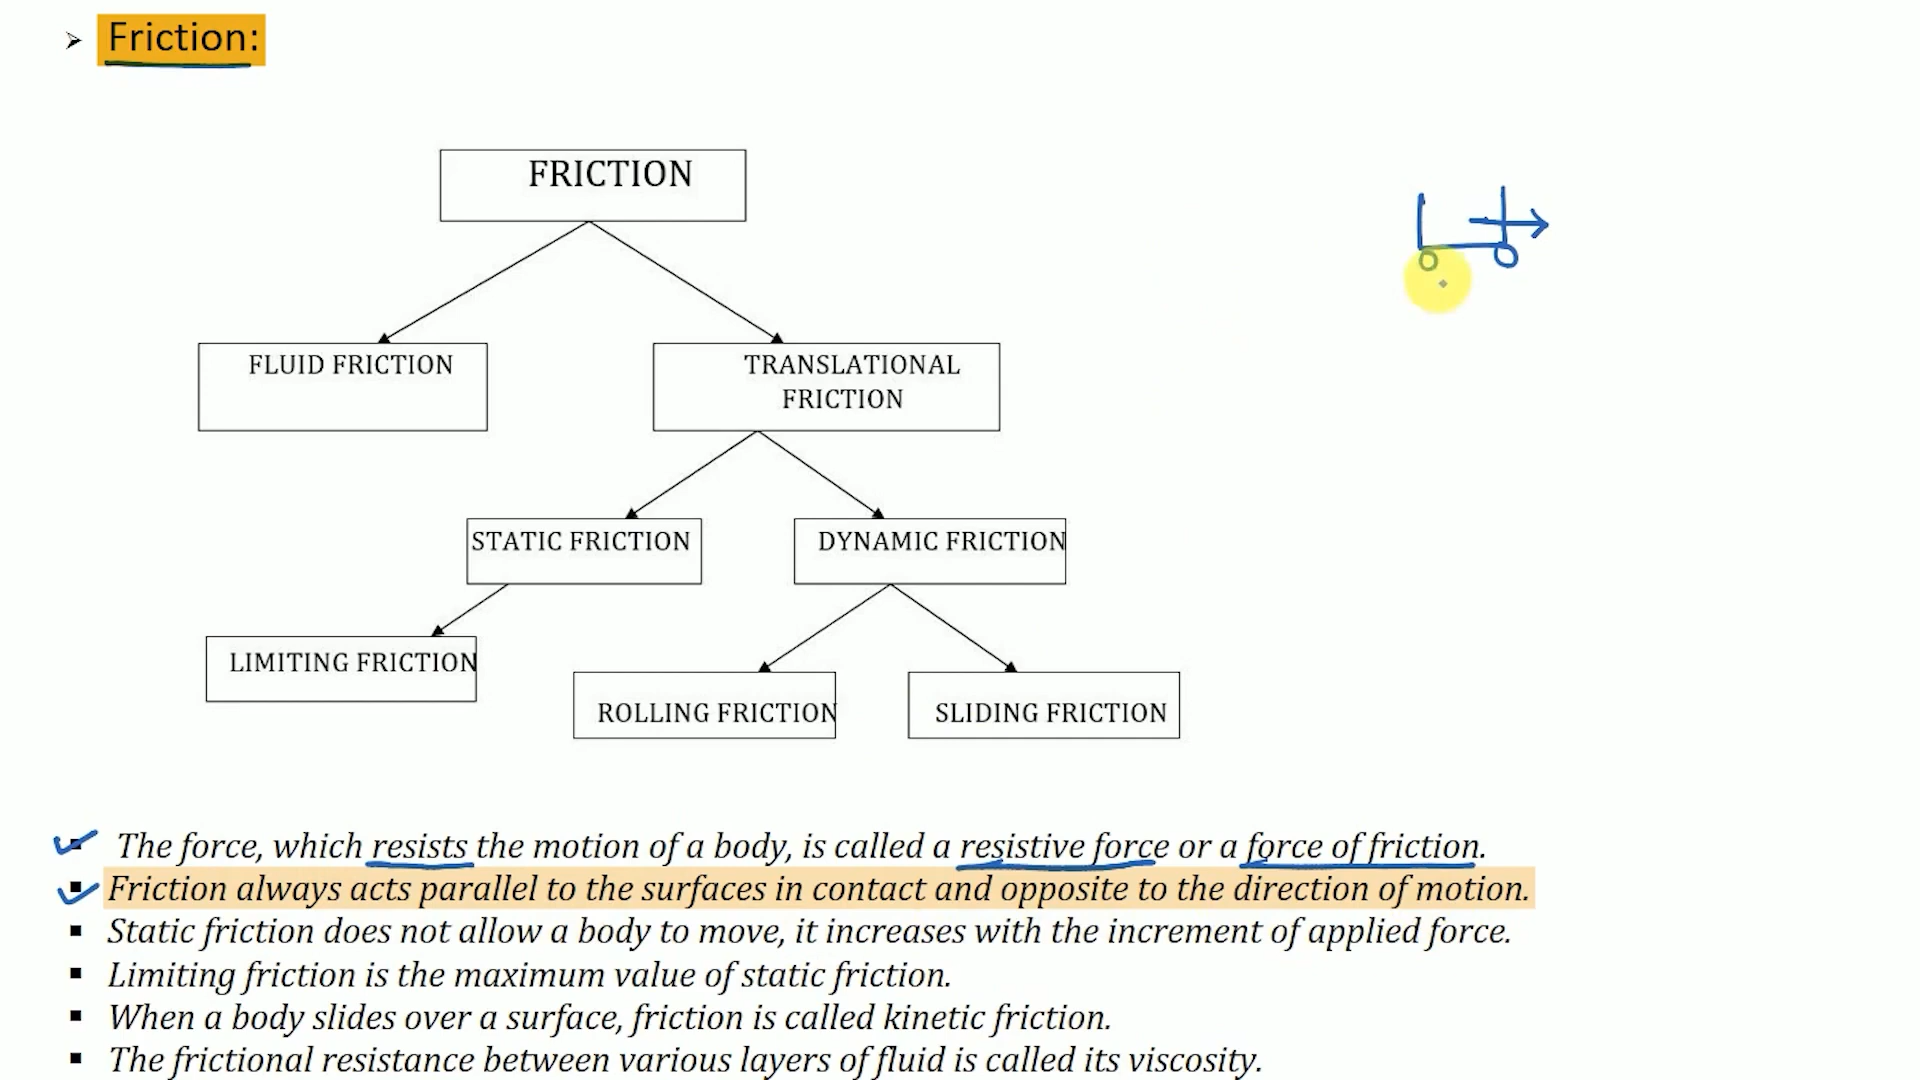 Friction:
FRICTION
FLUID FRICTION
TRANSLATIONAL
FRICTION
STATIC FRICTION
DYNAMIC FRICTION
LIMITING FRICTION
ROLLING FRICTION
SLIDING FRICTION
The force, which resists the motion of a body, is called a resistive force or a force of friction.
Friction always acts parallel to the surfaces in contact and opposite to the direction of motion.
Static friction does not allow a body to move, it increases with the increment of applied force.
Limiting friction is the maximum value of static friction.
When a body slides over a surface, friction is called kinetic friction.
The frictional resistance between various layers of fluid is called its viscosity.